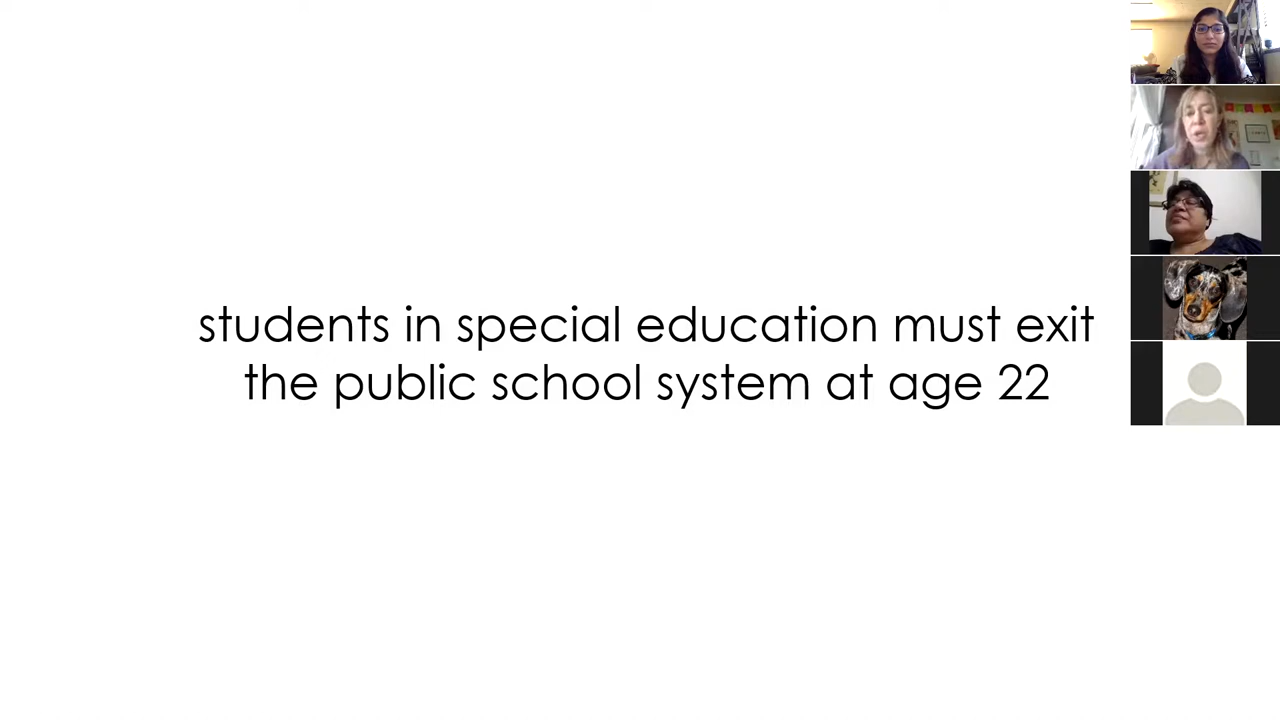 students in special education must exit
the public school system at age 22